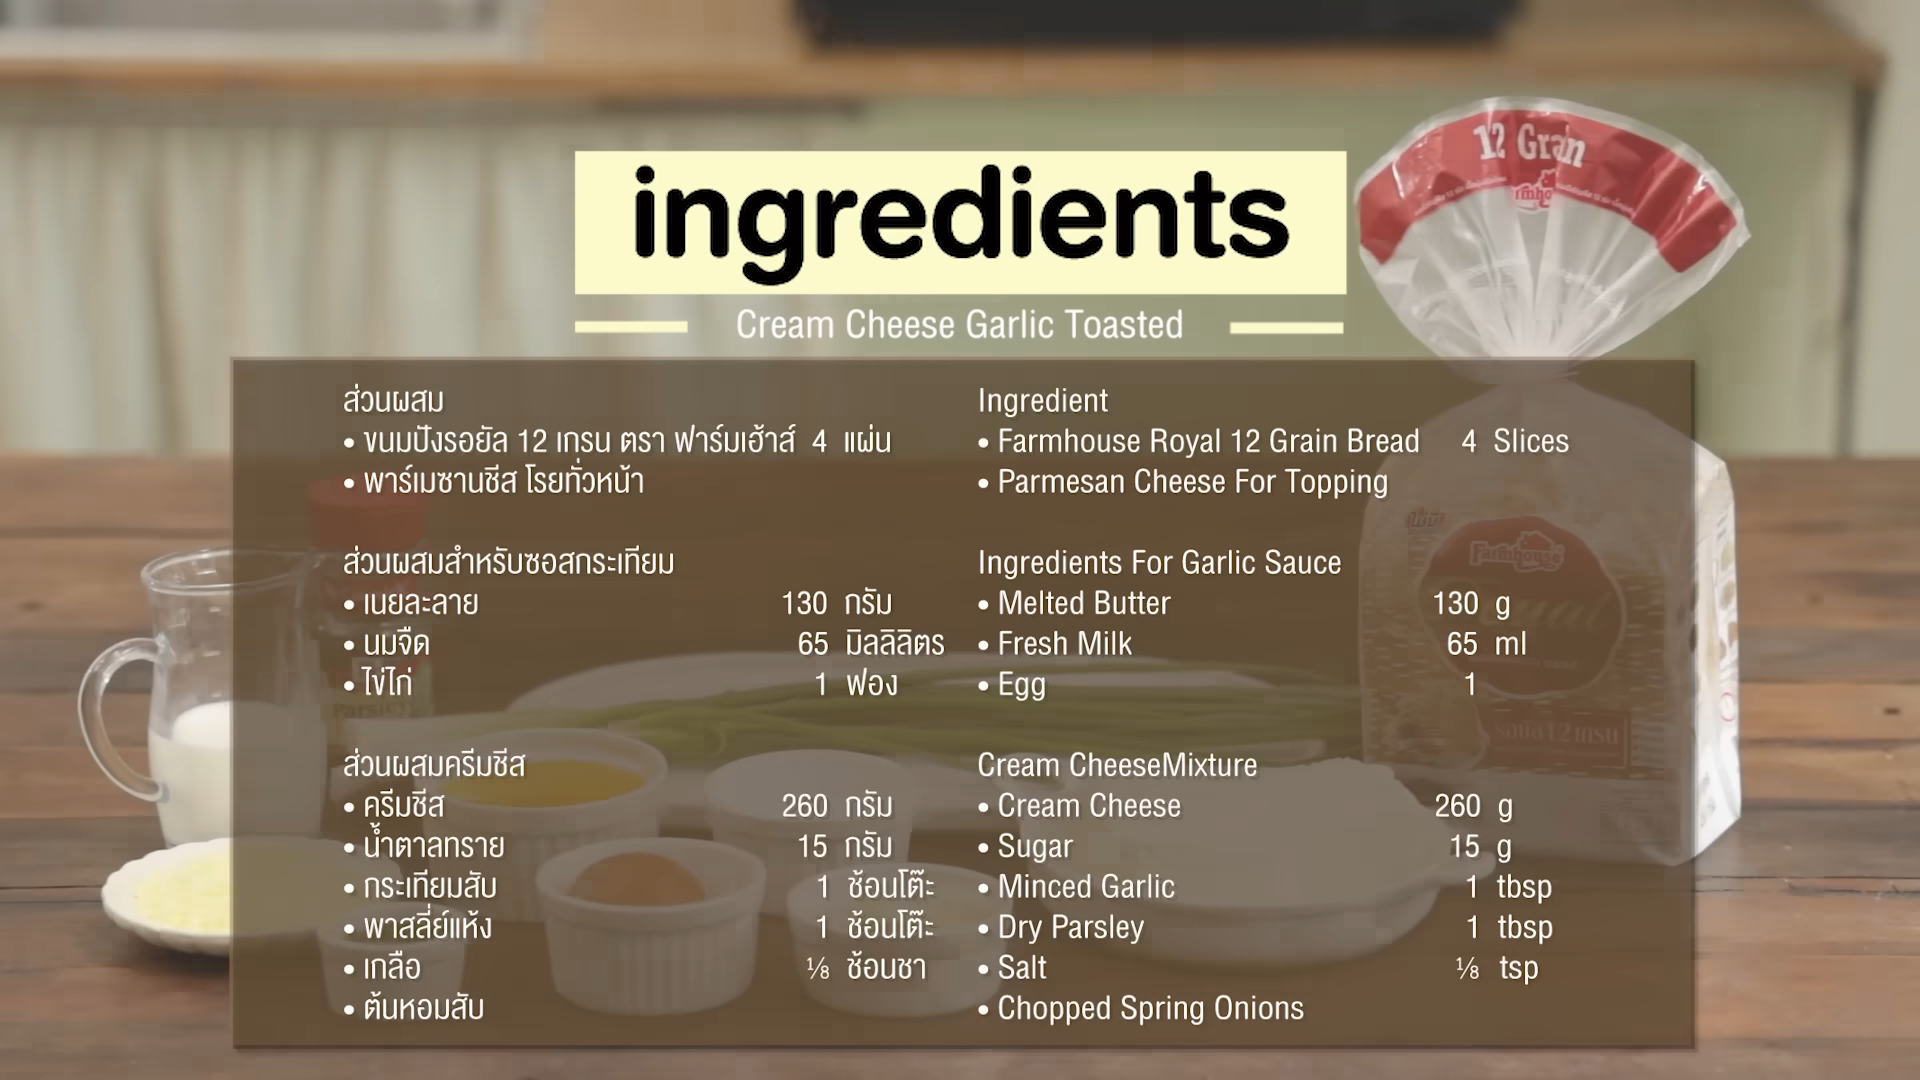 12 Grain
ingredients
Cream Cheese Garlic Toasted
ส่วนผสม
• ขนมปังรอยัล 12 เกรน ตรา ฟาร์มเฮ้าส์ 4 แผ่น
• พาร์เมซานชีส โรยทั่วหน้า
ส่วนผสมสำหรับซอสกระเทียม
• เนยละลาย 130 กรัม
• นมจืด 65 มิลลิลิตร
• ไข่ไก่ 1 ฟอง
ส่วนผสมครีมชีส
• ครีมชีส 260 กรัม
• น้ำตาลทราย 15 กรัม
• กระเทียมสับ 1 ช้อนโต๊ะ
• พาสลี่ย์แห้ง 1 ช้อนโต๊ะ
• เกลือ ⅛ ช้อนชา
• ต้นหอมสับ
Ingredient
• Farmhouse Royal 12 Grain Bread 4 Slices
• Parmesan Cheese For Topping
Ingredients For Garlic Sauce
• Melted Butter 130 g
• Fresh Milk 65 ml
• Egg 1
Cream CheeseMixture
• Cream Cheese 260 g
• Sugar 15 g
• Minced Garlic 1 tbsp
• Dry Parsley 1 tbsp
• Salt ⅛ tsp
• Chopped Spring Onions
Farmhouse
Royal
รอยัล 12 เกรน